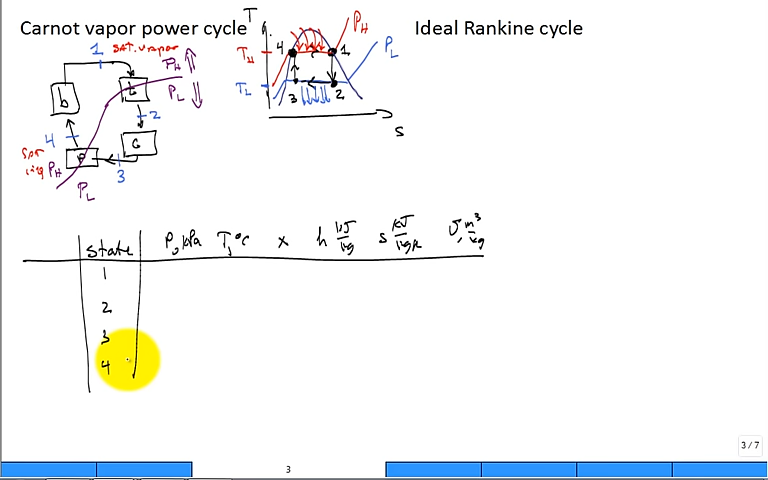 Carnot vapor power cycle
Ideal Rankine cycle
T
P_H
P_L
T_H
T_L
4
1
3
2
s
1
sat. vapor
P_H
P_L
b
t
2
C
3
P
4
sat
liq
P_H
P_L
State P, kPa T, °C x h kJ/kg s kJ/kgK v, m³/kg
1
2
3
4
3
3 / 7